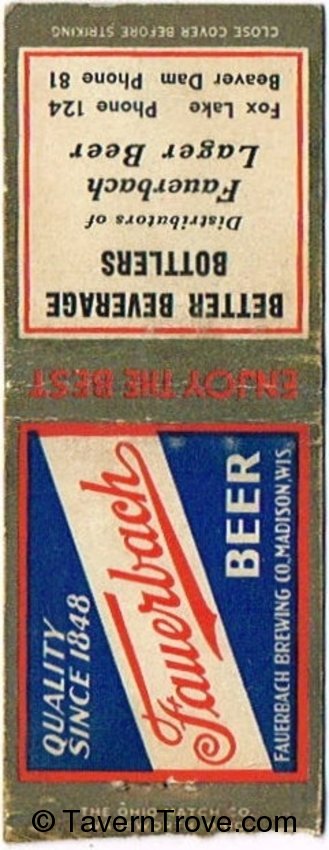 CLOSE COVER BEFORE STRIKING
BETTER BEVERAGE
BOTTLERS
Distributors of
Fauerbach
Lager Beer
Fox Lake Phone 124
Beaver Dam Phone 81
ENJOY THE BEST
QUALITY
SINCE 1848
Fauerbach
BEER
FAUERBACH BREWING CO. MADISON, WIS.
THE OHIO MATCH CO.
© TavernTrove.com